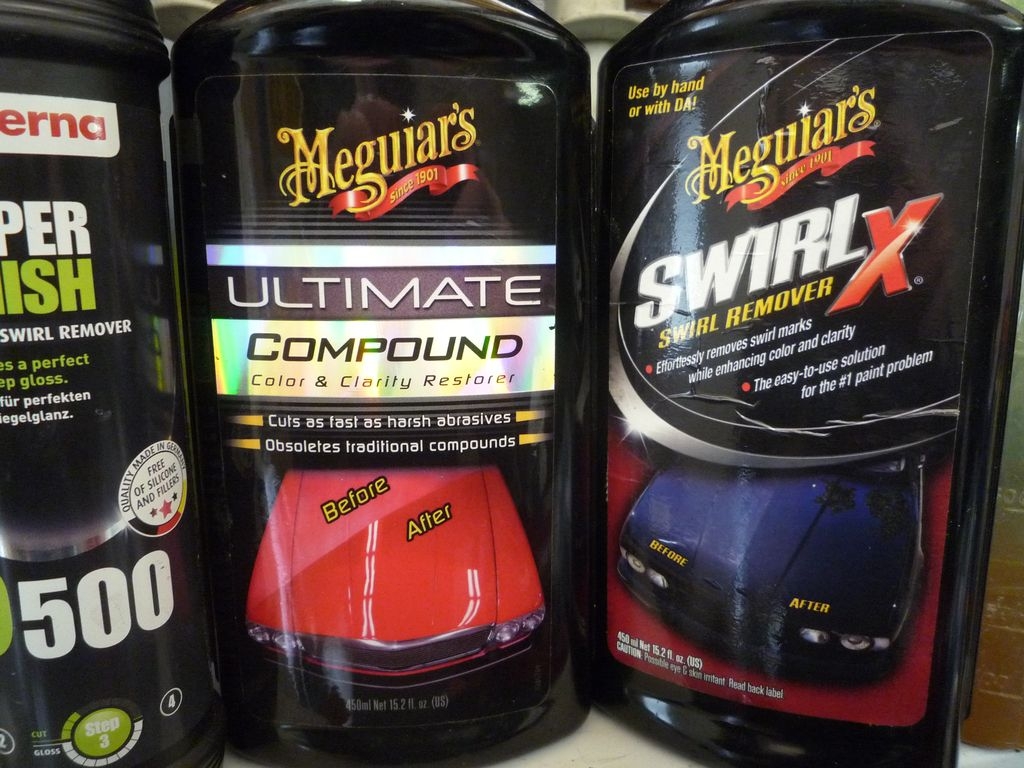 erna
PER
ISH
SWIRL REMOVER
es a perfect
ep gloss.
für perfekten
iegelglanz.
QUALITY MADE IN GERMANY
FREE
OF SILICONE
AND FILLERS
500
4
2
CUT
GLOSS
Step
3
Meguiar's
since 1901
ULTIMATE
COMPOUND
Color & Clarity Restorer
Cuts as fast as harsh abrasives
Obsoletes traditional compounds
Before
After
450ml Net 15.2 fl. oz. (US)
Use by hand
or with DA!
Meguiar's
since 1901
SWIRLX®
SWIRL REMOVER
• Effortlessly removes swirl marks
while enhancing color and clarity
• The easy-to-use solution
for the #1 paint problem
BEFORE
AFTER
450 ml Net 15.2 fl. oz. (US)
CAUTION: Possible eye & skin irritant Read back label